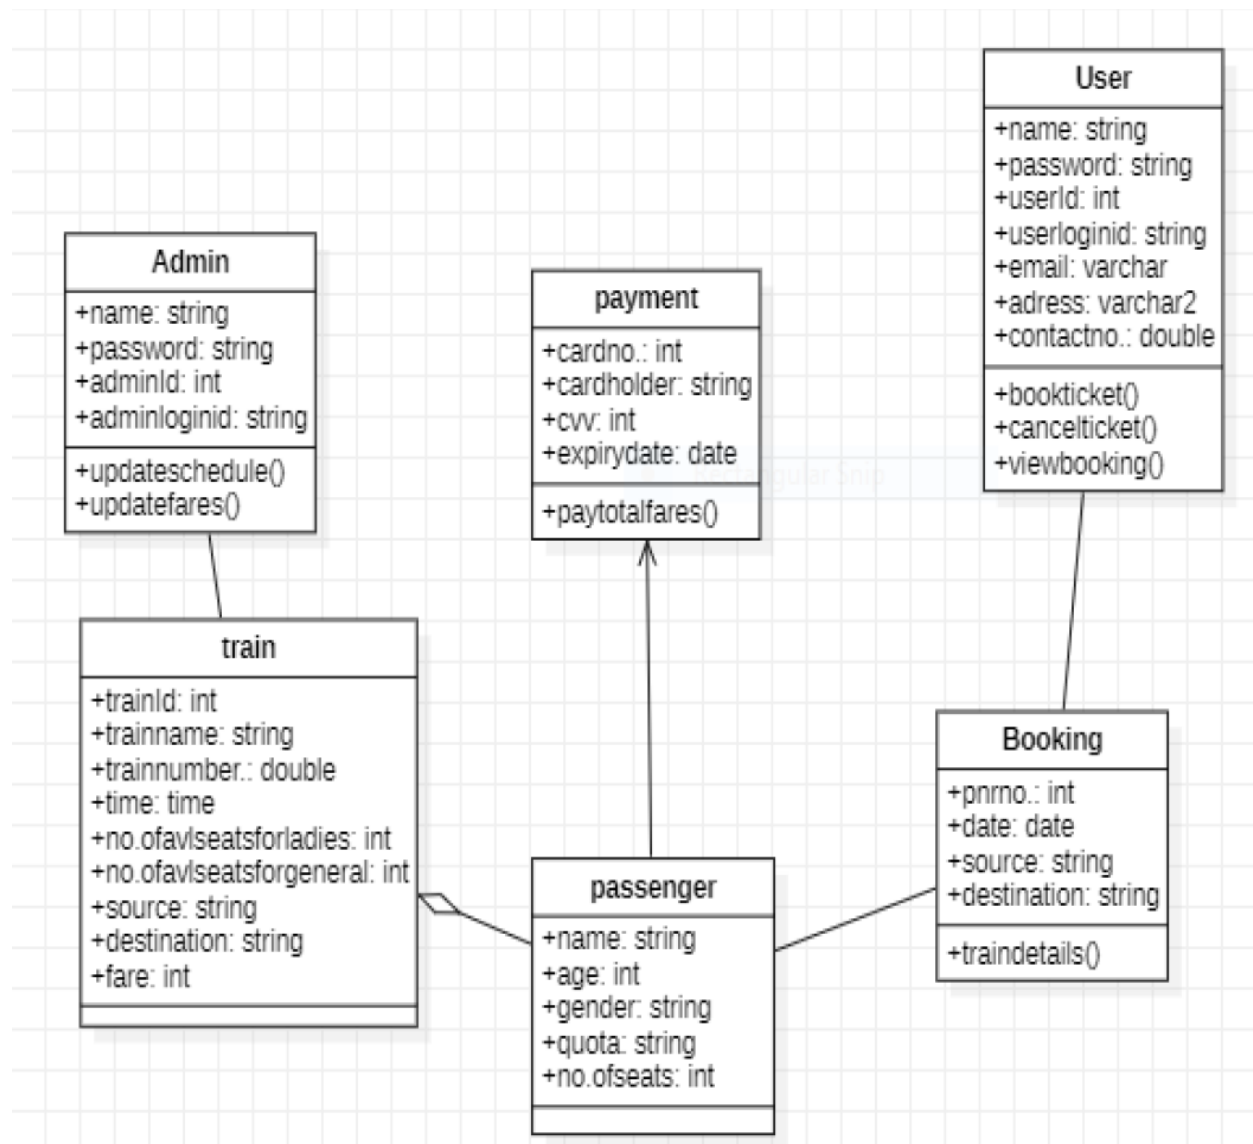 User
+name: string
+password: string
+userId: int
+userloginid: string
+email: varchar
+adress: varchar2
+contactno.: double
+bookticket()
+cancelticket()
+viewbooking()
Admin
+name: string
+password: string
+adminId: int
+adminloginid: string
+updateschedule()
+updatefares()
payment
+cardno.: int
+cardholder: string
+cvv: int
+expirydate: date
Rectangular Snip
+paytotalfares()
train
+trainId: int
+trainname: string
+trainnumber.: double
+time: time
+no.ofavlseatsforladies: int
+no.ofavlseatsforgeneral: int
+source: string
+destination: string
+fare: int
passenger
+name: string
+age: int
+gender: string
+quota: string
+no.ofseats: int
Booking
+pnrno.: int
+date: date
+source: string
+destination: string
+traindetails()